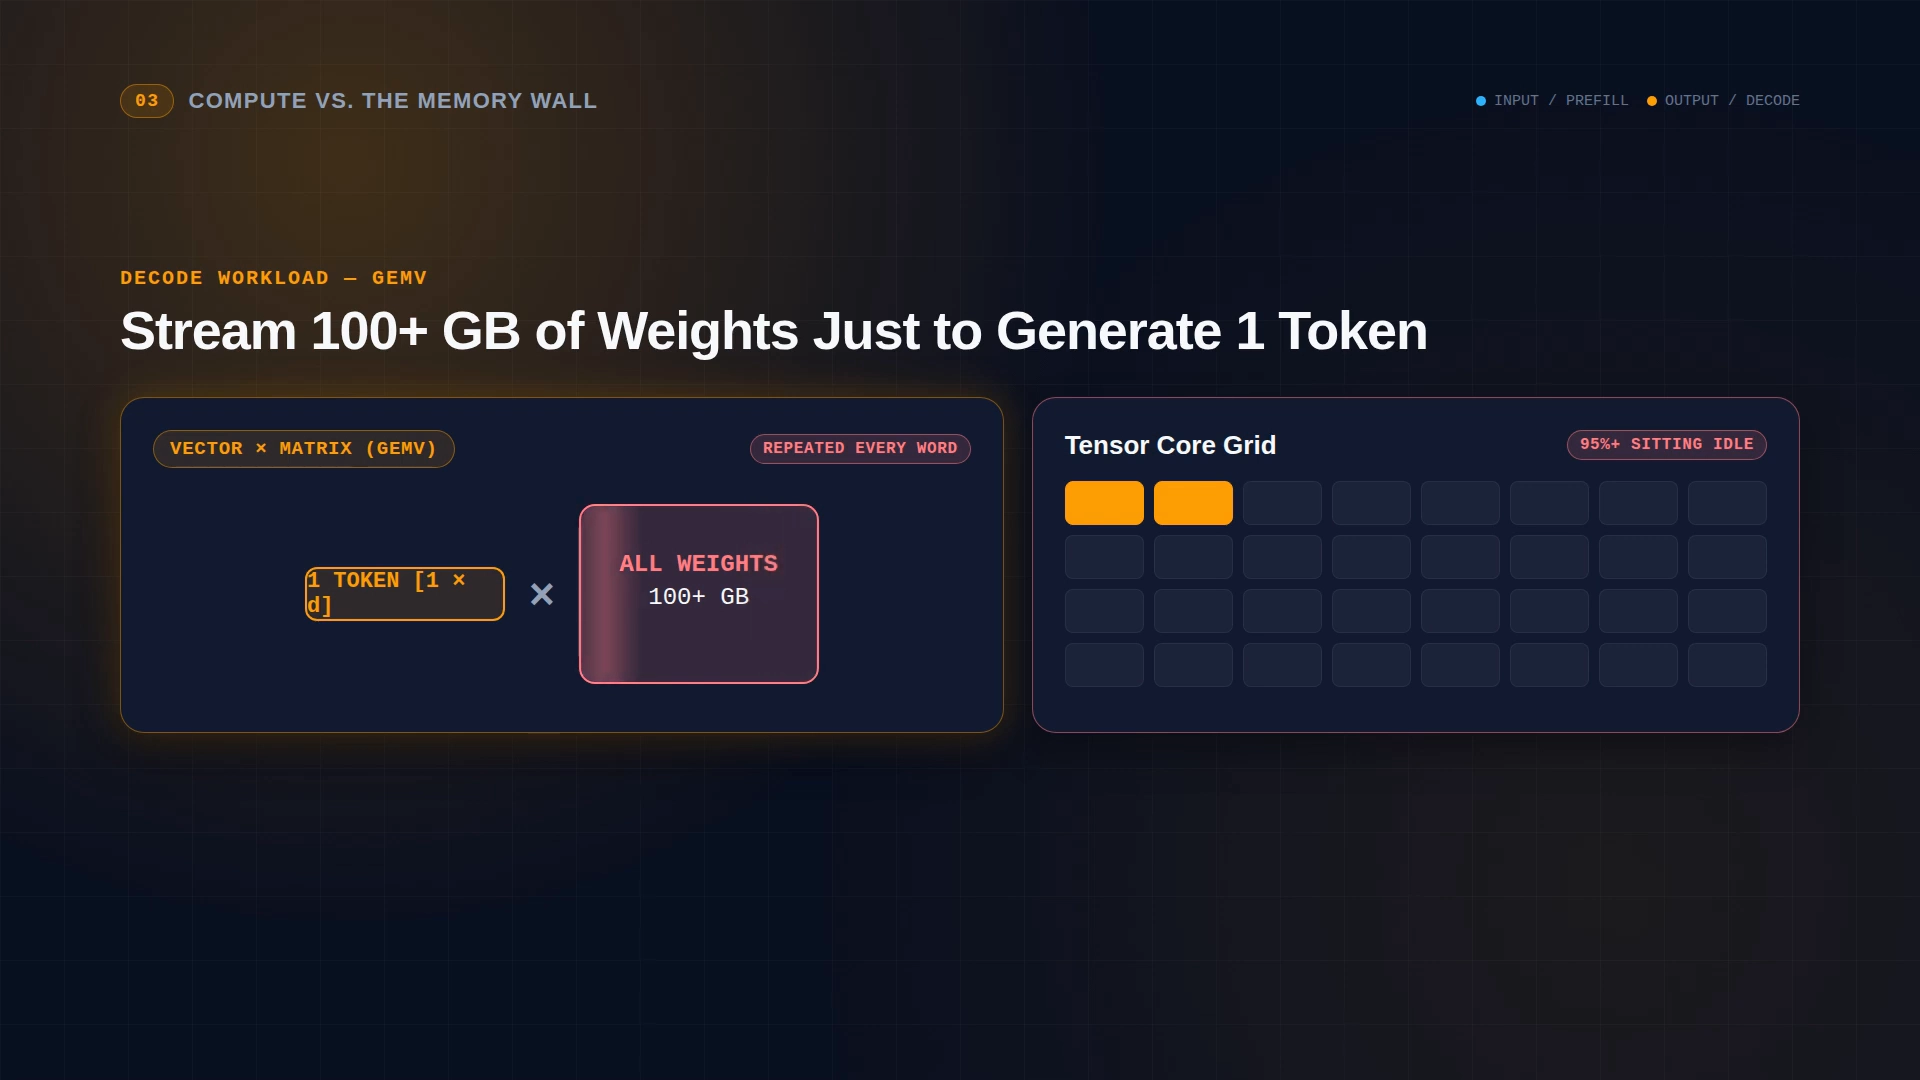 03
COMPUTE VS. THE MEMORY WALL
INPUT / PREFILL
OUTPUT / DECODE
DECODE WORKLOAD — GEMV
Stream 100+ GB of Weights Just to Generate 1 Token
VECTOR × MATRIX (GEMV)
REPEATED EVERY WORD
1 TOKEN [1 ×
d]
×
ALL WEIGHTS
100+ GB
Tensor Core Grid
95%+ SITTING IDLE